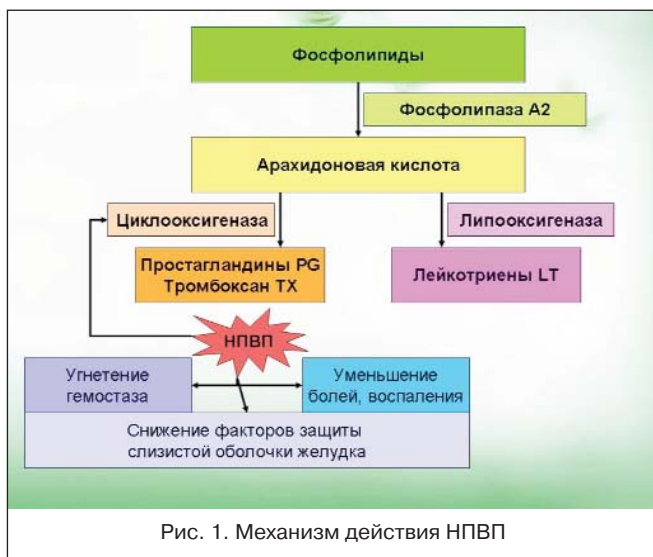 Фосфолипиды
Фосфолипаза А2
Арахидоновая кислота
Циклооксигеназа
Липооксигеназа
Простагландины PG
Тромбоксан TX
Лейкотриены LT
НПВП
Угнетение
гемостаза
Уменьшение
болей, воспаления
Снижение факторов защиты
слизистой оболочки желудка
Рис. 1. Механизм действия НПВП